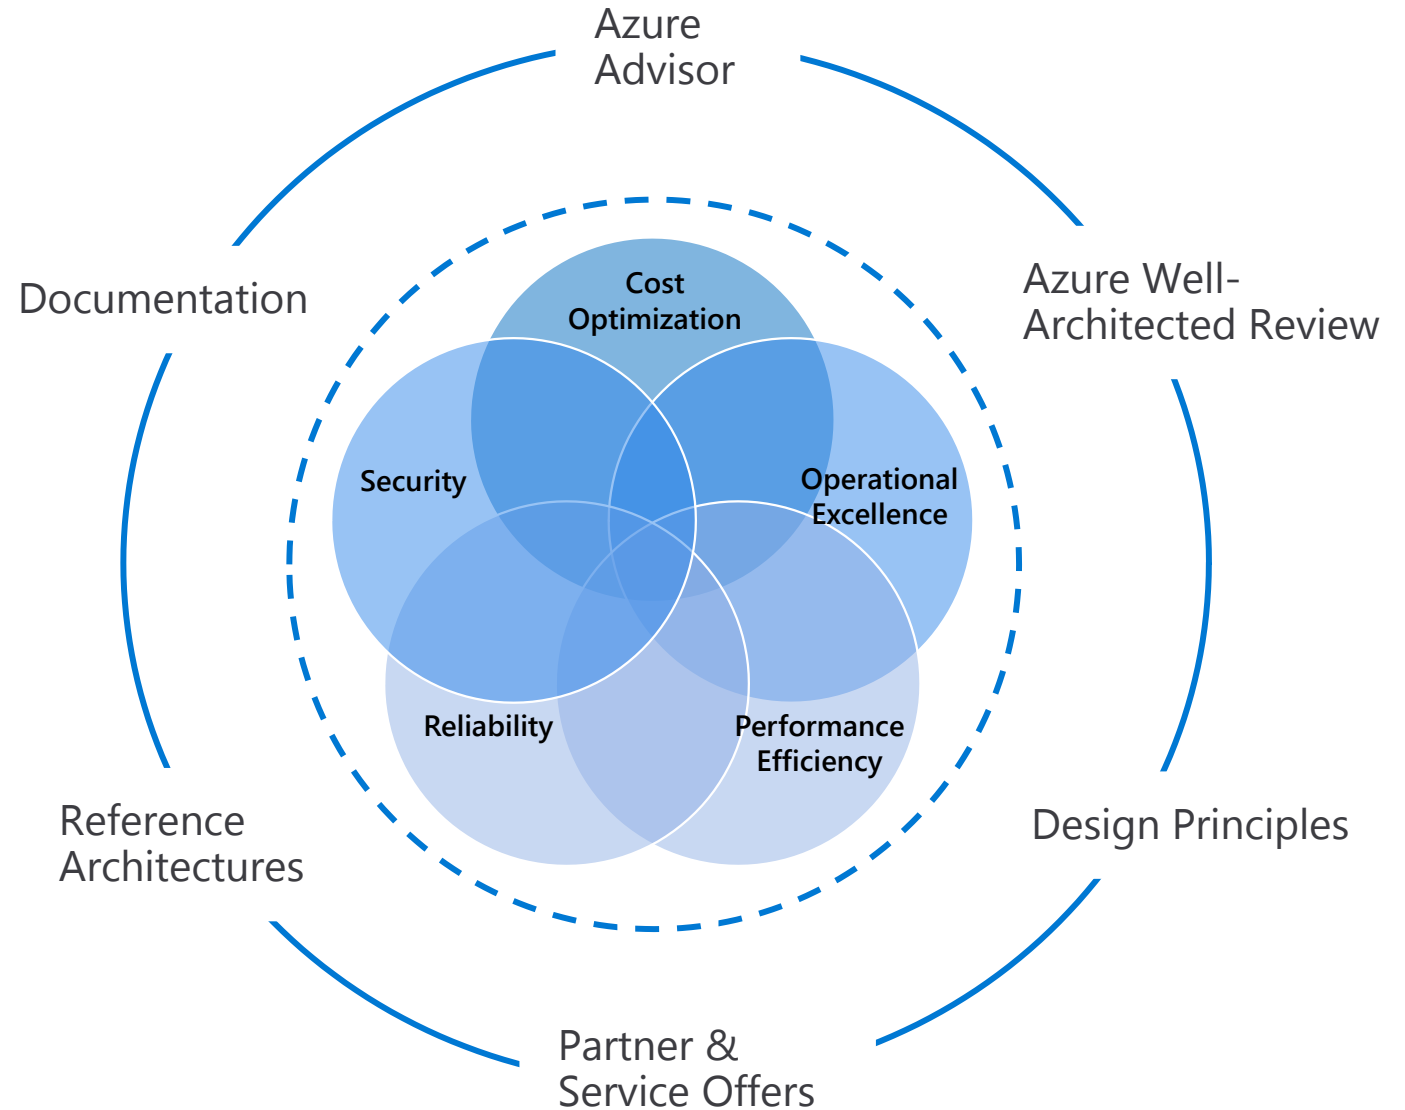 Azure
Advisor
Documentation
Azure Well-
Architected Review
Cost
Optimization
Security
Operational
Excellence
Reliability
Performance
Efficiency
Reference
Architectures
Design Principles
Partner &
Service Offers